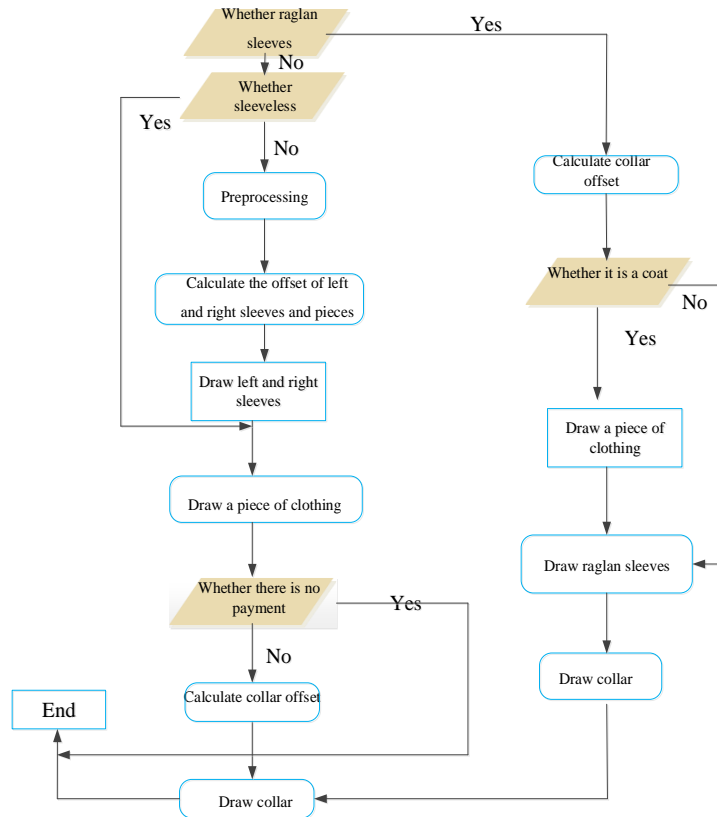 Whether raglan
sleeves
Yes
No
Whether
sleeveless
Yes
No
Calculate collar
offset
Preprocessing
Whether it is a coat
No
Calculate the offset of left
and right sleeves and pieces
Yes
Draw left and right
sleeves
Draw a piece of
clothing
Draw a piece of clothing
Draw raglan sleeves
Whether there is no
payment
Yes
No
Draw collar
Calculate collar offset
End
Draw collar